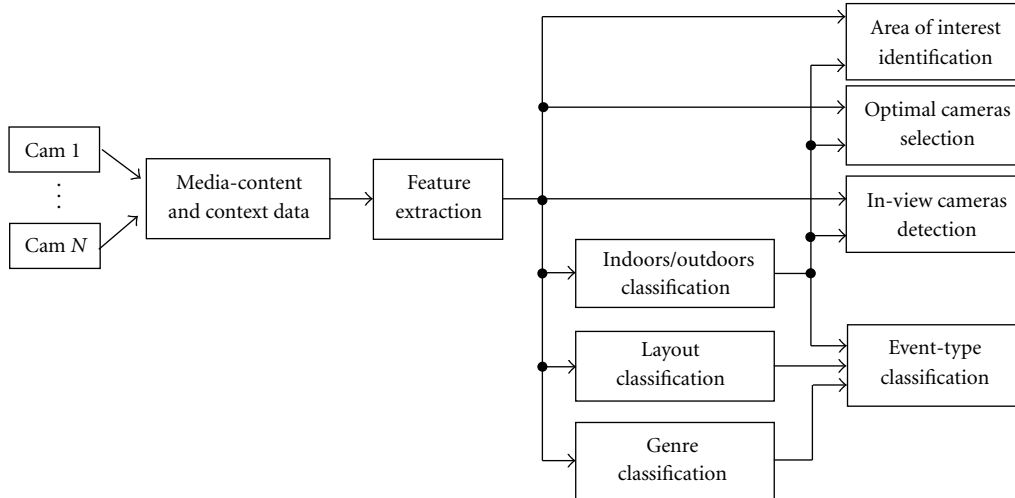 Cam 1
Cam N
Media-content
and context data
Feature
extraction
Indoors/outdoors
classification
Layout
classification
Genre
classification
Area of interest
identification
Optimal cameras
selection
In-view cameras
detection
Event-type
classification